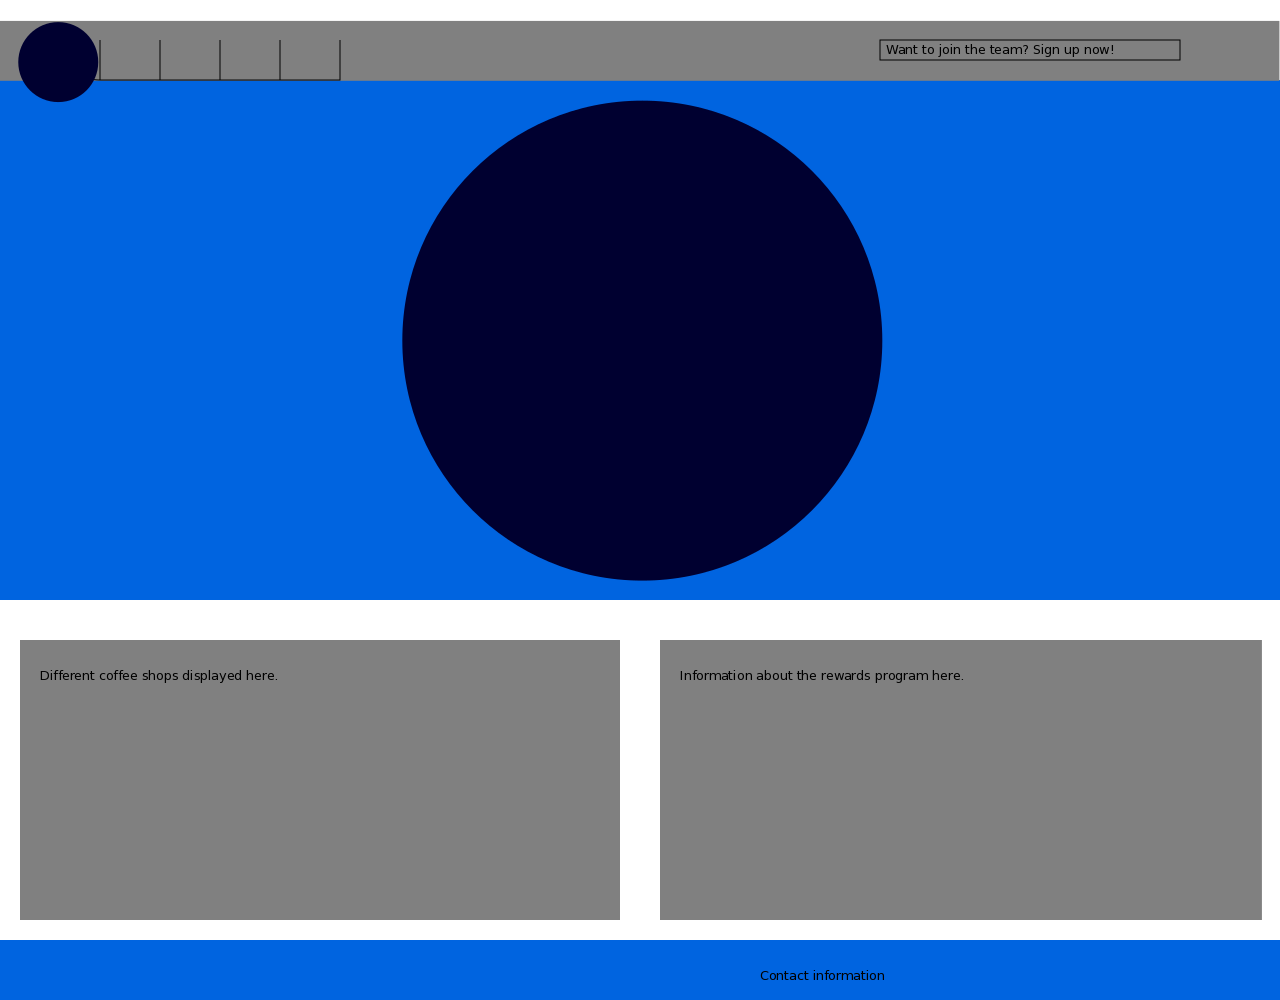 Want to join the team? Sign up now!
Different coffee shops displayed here.
Information about the rewards program here.
Contact information